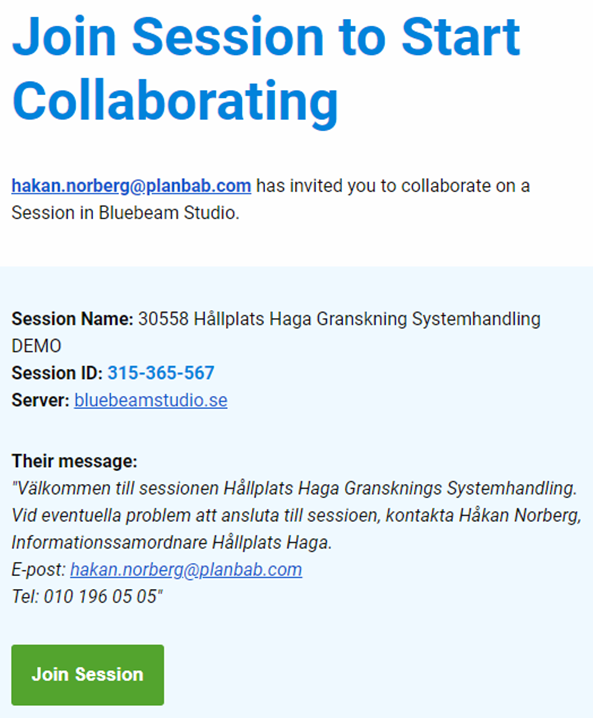 Join Session to Start
Collaborating
hakan.norberg@planbab.com has invited you to collaborate on a
Session in Bluebeam Studio.
Session Name: 30558 Hållplats Haga Granskning Systemhandling
DEMO
Session ID: 315-365-567
Server: bluebeamstudio.se
Their message:
"Välkommen till sessionen Hållplats Haga Gransknings Systemhandling.
Vid eventuella problem att ansluta till sessioen, kontakta Håkan Norberg,
Informationssamordnare Hållplats Haga.
E-post: hakan.norberg@planbab.com
Tel: 010 196 05 05"
Join Session